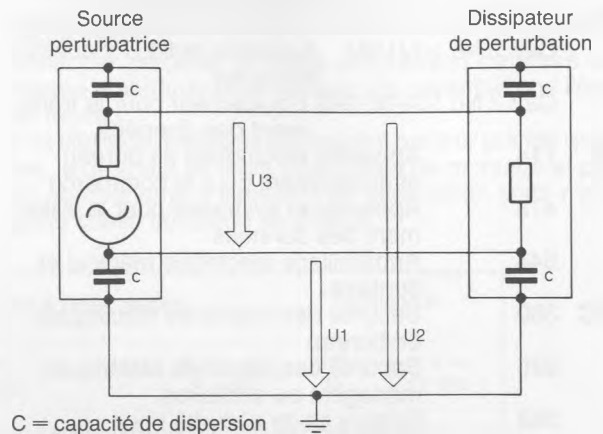 Source
perturbatrice
Dissipateur
de perturbation
c
c
U3
c
c
U1
U2
C = capacité de dispersion